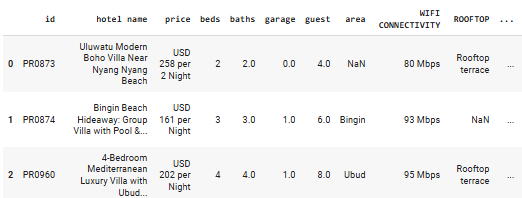 id hotel name price beds baths garage guest area WIFI CONNECTIVITY ROOFTOP ...
0 PR0873 Uluwatu Modern Boho Villa Near Nyang Nyang Beach USD 258 per 2 Night 2 2.0 0.0 4.0 NaN 80 Mbps Rooftop terrace ...
1 PR0874 Bingin Beach Hideaway: Group Villa with Pool &... USD 161 per Night 3 3.0 1.0 6.0 Bingin 93 Mbps NaN ...
2 PR0960 4-Bedroom Mediterranean Luxury Villa with Ubud... USD 202 per Night 4 4.0 1.0 8.0 Ubud 95 Mbps Rooftop terrace ...